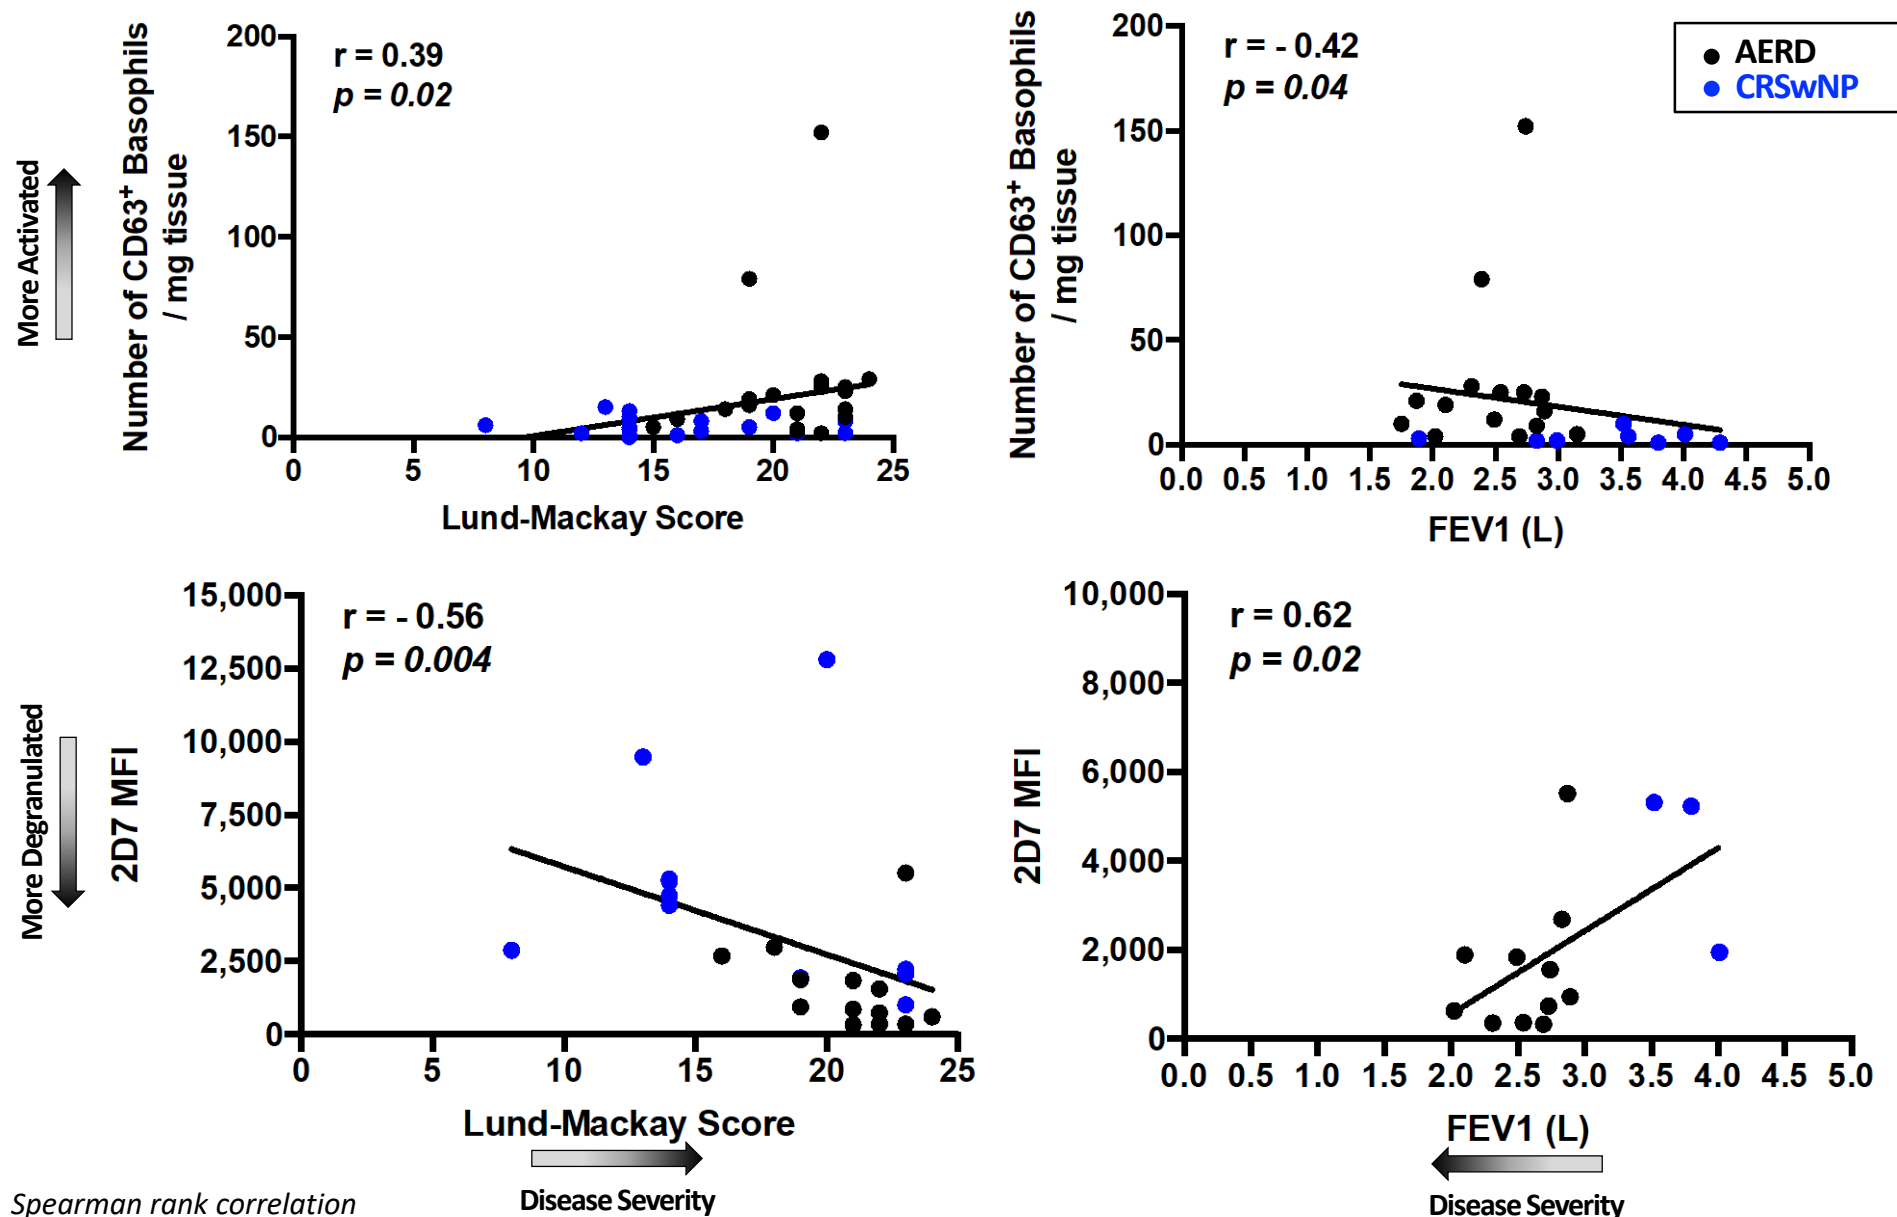 More Activated
Number of CD63+ Basophils
/ mg tissue
200
150
100
50
0
r = 0.39
p = 0.02
0 5 10 15 20 25
Lund-Mackay Score
Number of CD63+ Basophils
/ mg tissue
200
150
100
50
0
r = - 0.42
p = 0.04
0.0 0.5 1.0 1.5 2.0 2.5 3.0 3.5 4.0 4.5 5.0
FEV1 (L)
AERD
CRSwNP
More Degranulated
2D7 MFI
15,000
12,500
10,000
7,500
5,000
2,500
0
r = - 0.56
p = 0.004
0 5 10 15 20 25
Lund-Mackay Score
Disease Severity
2D7 MFI
10,000
8,000
6,000
4,000
2,000
0
r = 0.62
p = 0.02
0.0 0.5 1.0 1.5 2.0 2.5 3.0 3.5 4.0 4.5 5.0
FEV1 (L)
Disease Severity
Spearman rank correlation